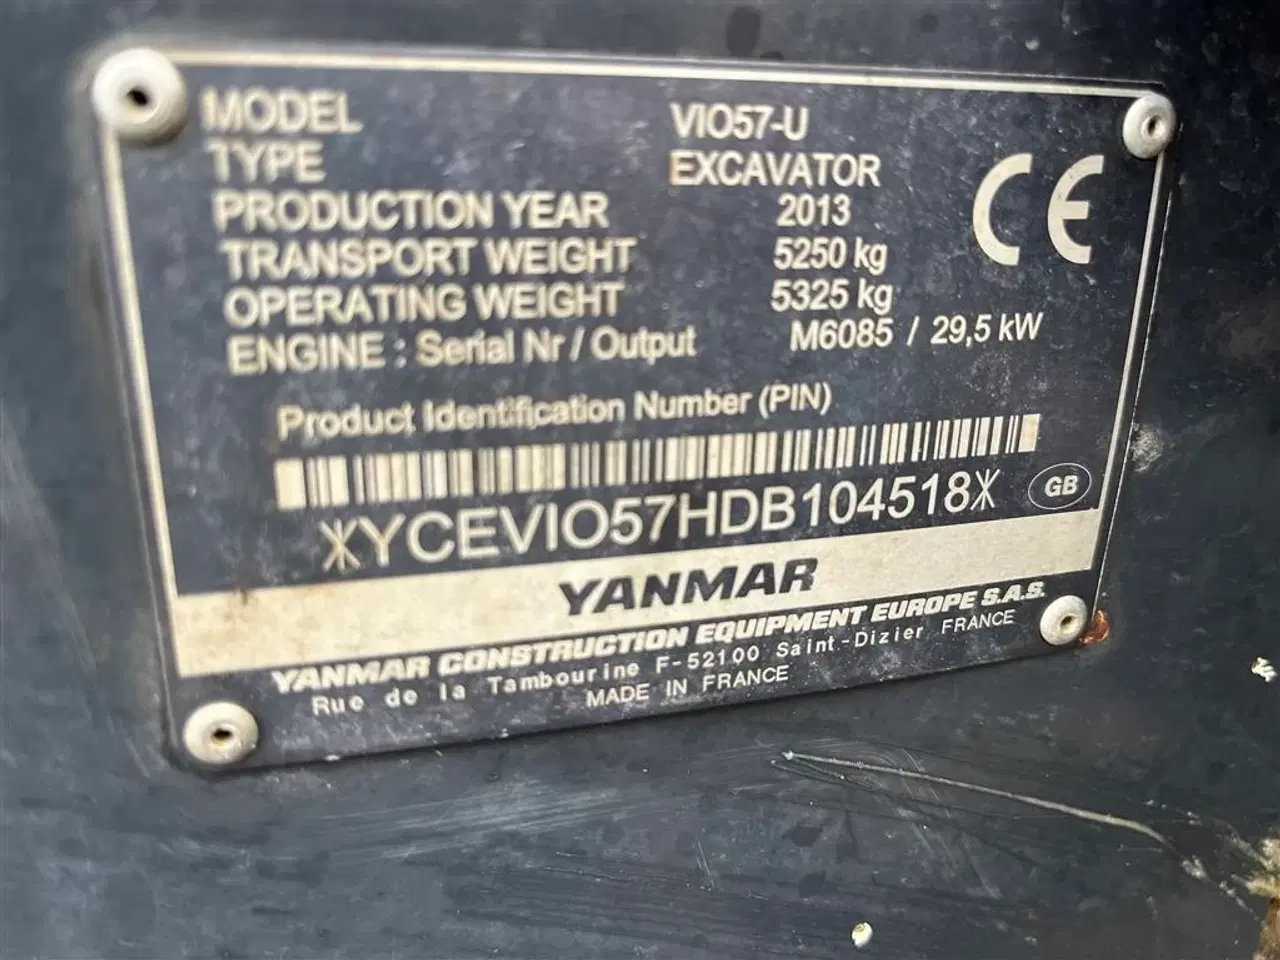 MODEL VIO57-U
TYPE EXCAVATOR
PRODUCTION YEAR 2013
TRANSPORT WEIGHT 5250 kg
OPERATING WEIGHT 5325 kg
ENGINE : Serial Nr / Output M6085 / 29,5 kW
CE
Product Identification Number (PIN)
*YCEVIO57HDB104518*
GB
YANMAR
YANMAR CONSTRUCTION EQUIPMENT EUROPE S.A.S.
Rue de la Tambourine F-52100 Saint-Dizier FRANCE
MADE IN FRANCE